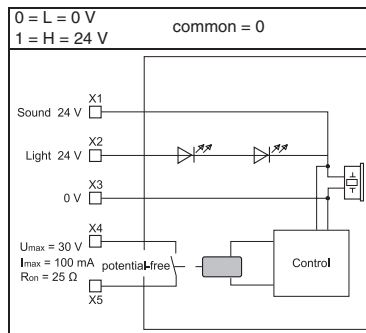 0 = L = 0 V
1 = H = 24 V
common = 0
X1
Sound 24 V
X2
Light 24 V
X3
0 V
X4
Umax = 30 V
Imax = 100 mA
Ron = 25 Ω
potential-free
Control
X5